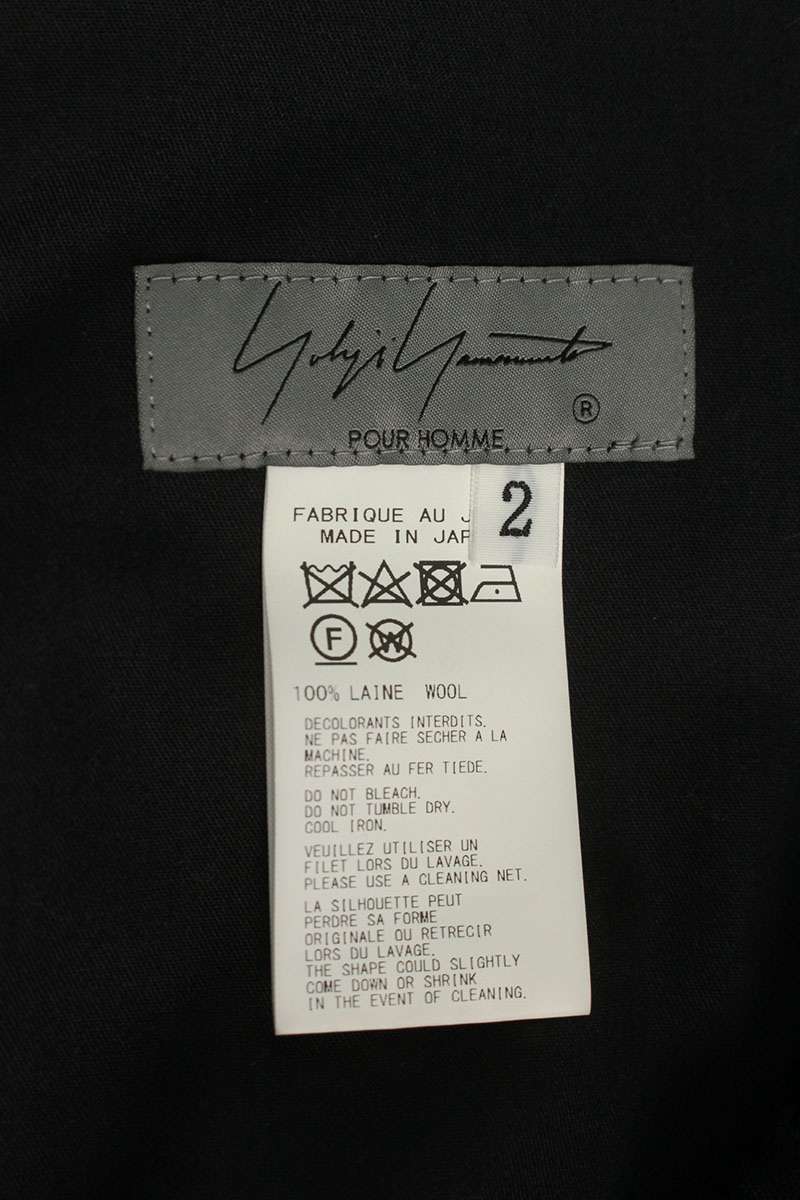 Yohji Yamamoto
®
POUR HOMME
2
FABRIQUE AU J
MADE IN JAP
F
W
100% LAINE WOOL
DECOLORANTS INTERDITS.
NE PAS FAIRE SECHER A LA
MACHINE.
REPASSER AU FER TIEDE.
DO NOT BLEACH.
DO NOT TUMBLE DRY.
COOL IRON.
VEUILLEZ UTILISER UN
FILET LORS DU LAVAGE.
PLEASE USE A CLEANING NET.
LA SILHOUETTE PEUT
PERDRE SA FORME
ORIGINALE OU RETRECIR
LORS DU LAVAGE.
THE SHAPE COULD SLIGHTLY
COME DOWN OR SHRINK
IN THE EVENT OF CLEANING.